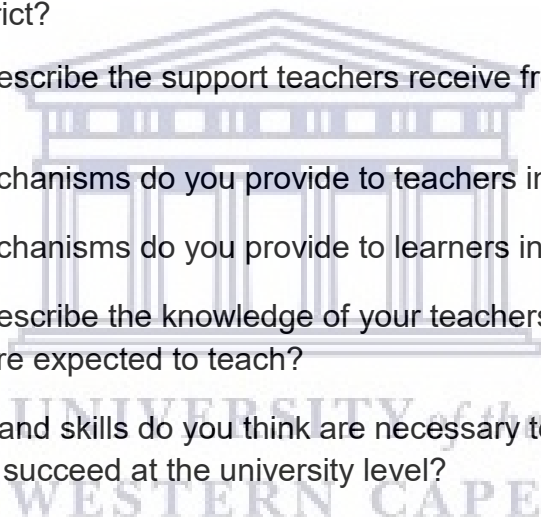 rict?
escribe the support teachers receive fr
chanisms do you provide to teachers in
chanisms do you provide to learners in
escribe the knowledge of your teachers
re expected to teach?
UNIVERSITY of the
and skills do you think are necessary to
succeed at the university level?
WESTERN CAPE